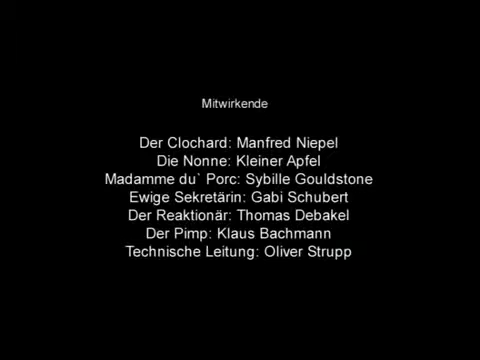 Mitwirkende
Der Clochard: Manfred Niepel
Die Nonne: Kleiner Apfel
Madamme du` Porc: Sybille Gouldstone
Ewige Sekretärin: Gabi Schubert
Der Reaktionär: Thomas Debakel
Der Pimp: Klaus Bachmann
Technische Leitung: Oliver Strupp